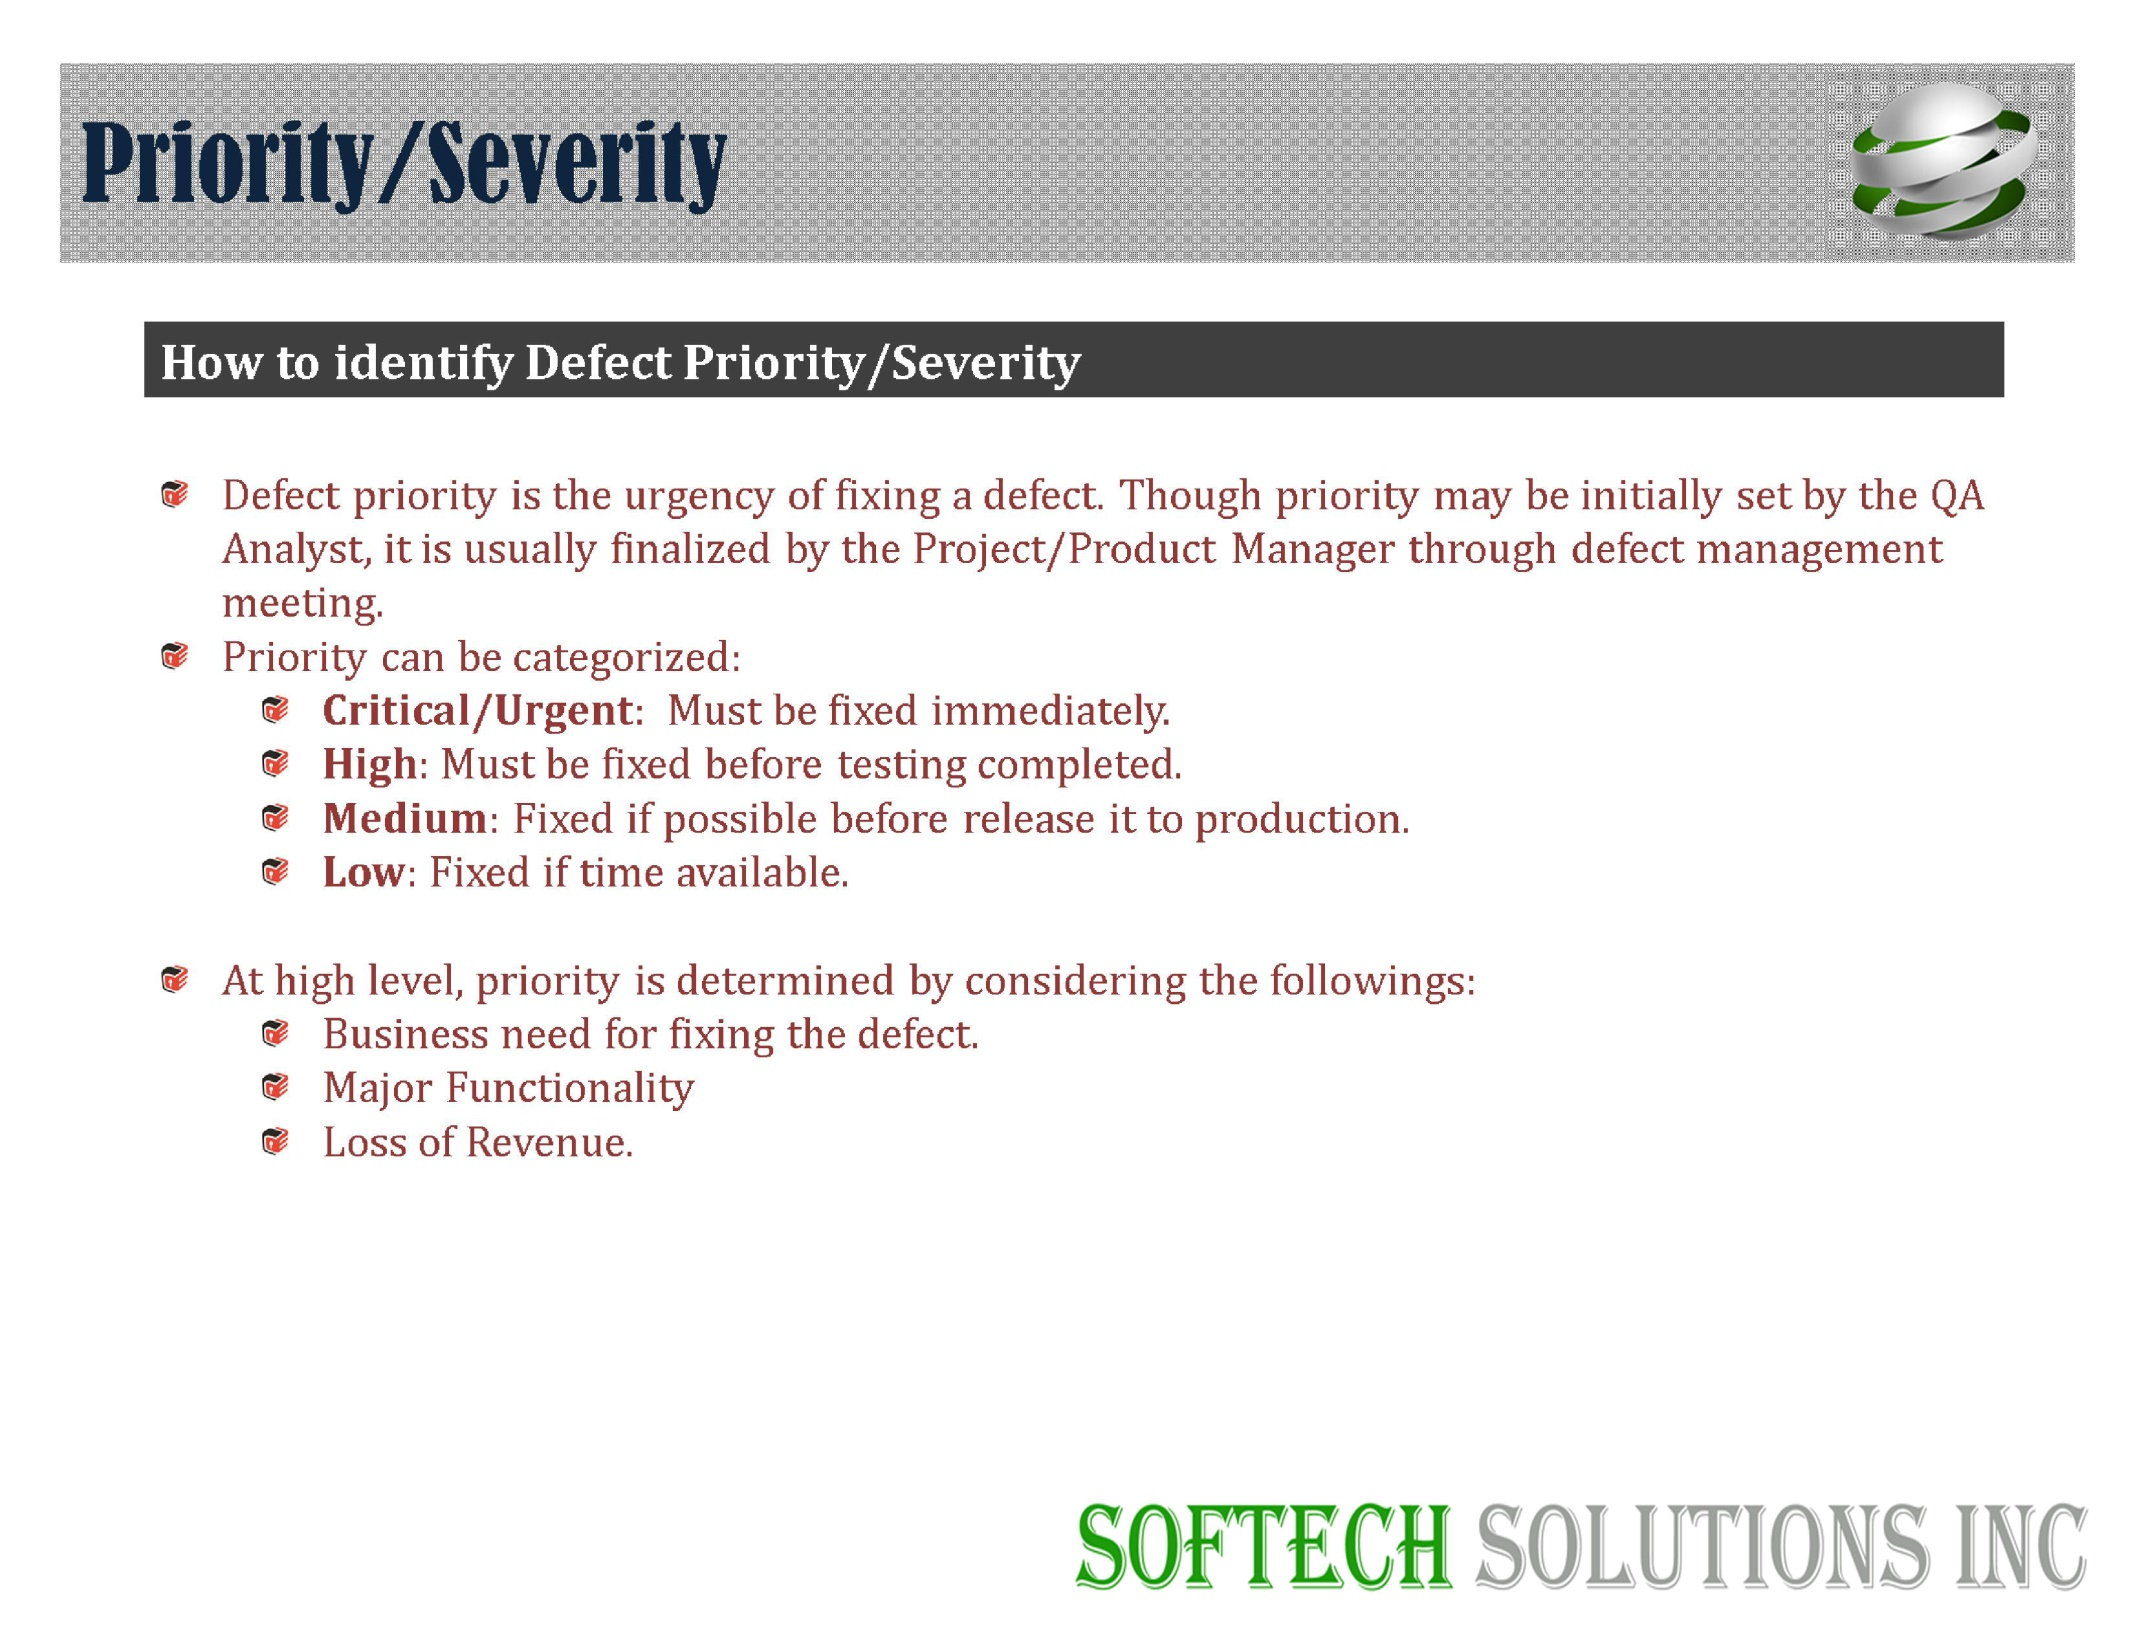 Priority/Severity
How to identify Defect Priority/Severity
Defect priority is the urgency of fixing a defect. Though priority may be initially set by the QA
Analyst, it is usually finalized by the Project/Product Manager through defect management
meeting.
Priority can be categorized:
Critical/Urgent: Must be fixed immediately.
High: Must be fixed before testing completed.
Medium: Fixed if possible before release it to production.
Low: Fixed if time available.
At high level, priority is determined by considering the followings:
Business need for fixing the defect.
Major Functionality
Loss of Revenue.
SOFTECH SOLUTIONS INC